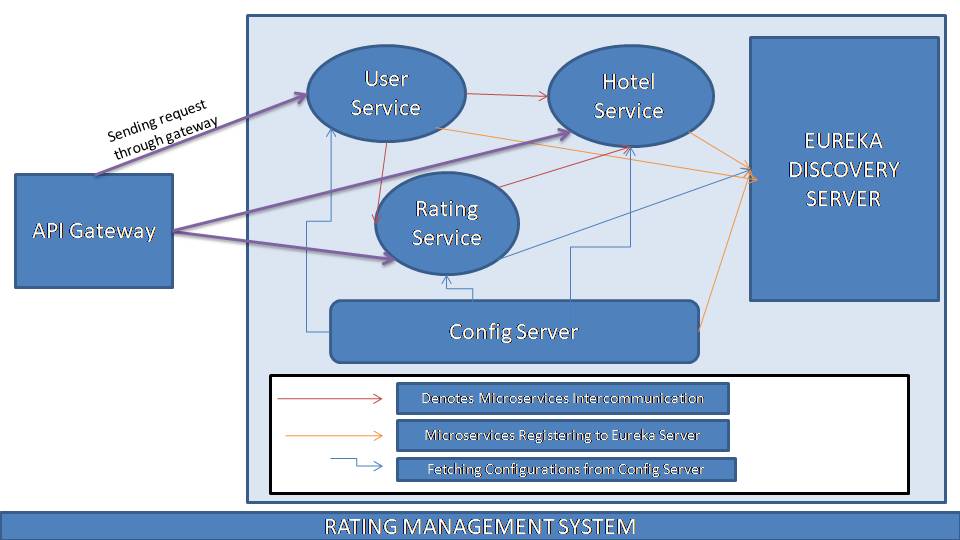 User
Service
Hotel
Service
Sending request
through gateway
EUREKA
DISCOVERY
SERVER
API Gateway
Rating
Service
Config Server
Denotes Microservices Intercommunication
Microservices Registering to Eureka Server
Fetching Configurations from Config Server
RATING MANAGEMENT SYSTEM